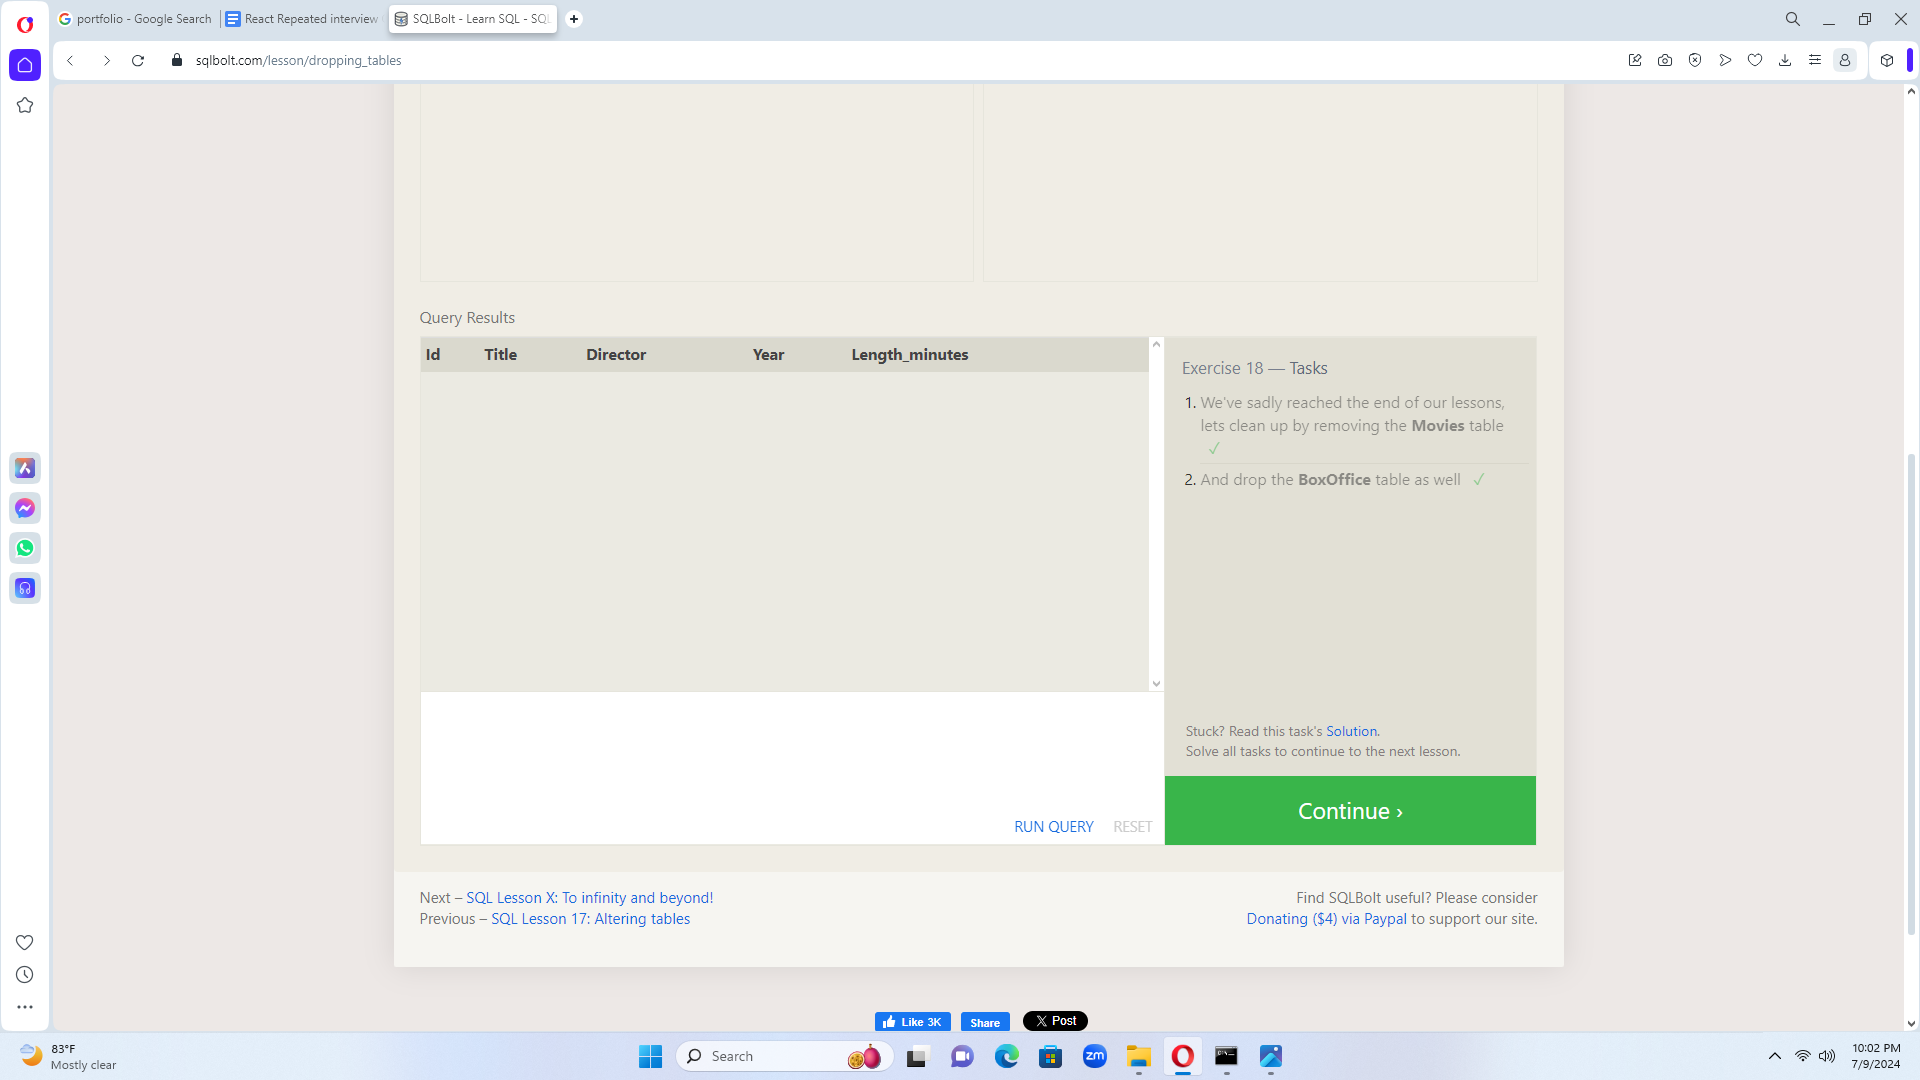 portfolio - Google Search
React Repeated interview
SQLBolt - Learn SQL - SQL
sqlbolt.com/lesson/dropping_tables
Query Results
Id Title Director Year Length_minutes
Exercise 18 — Tasks
1. We've sadly reached the end of our lessons,
lets clean up by removing the Movies table
✓
2. And drop the BoxOffice table as well ✓
Stuck? Read this task's Solution.
Solve all tasks to continue to the next lesson.
RUN QUERY RESET
Continue ›
Next – SQL Lesson X: To infinity and beyond!
Previous – SQL Lesson 17: Altering tables
Find SQLBolt useful? Please consider
Donating ($4) via Paypal to support our site.
Like 3K
Share
X Post
83°F
Mostly clear
Search
zm
10:02 PM
7/9/2024